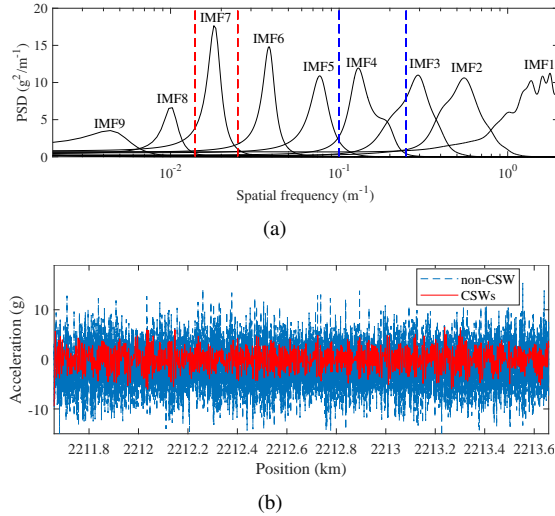 20
15
10
5
0
PSD (g²/m⁻¹)
IMF9
IMF8
IMF7
IMF6
IMF5
IMF4
IMF3
IMF2
IMF1
10⁻²
10⁻¹
10⁰
Spatial frequency (m⁻¹)
(a)
10
0
-10
Acceleration (g)
non-CSW
CSWs
2211.8 2212 2212.2 2212.4 2212.6 2212.8 2213 2213.2 2213.4 2213.6
Position (km)
(b)